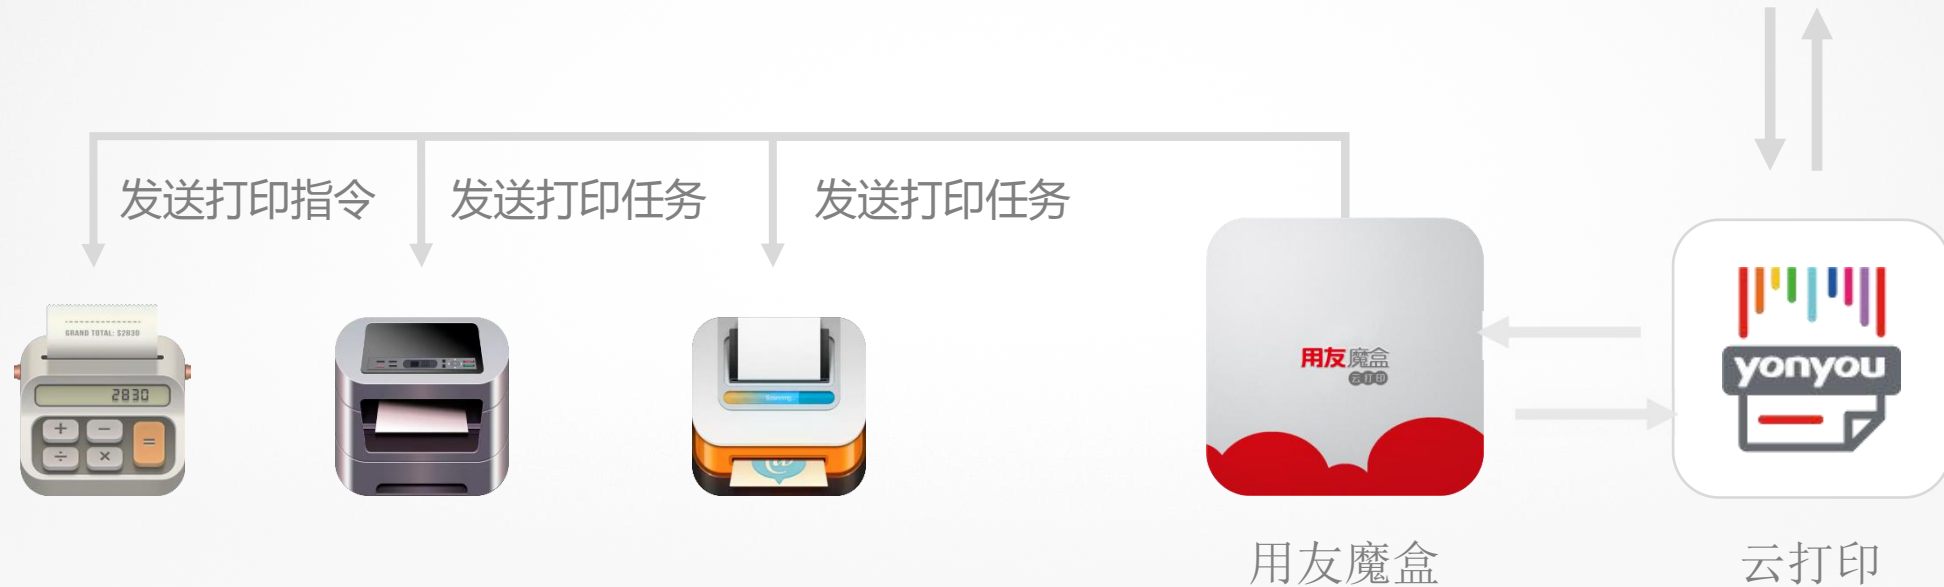 发送打印指令
发送打印任务
发送打印任务
GRAND TOTAL: $2830
2830
+ −
÷ × =
用友魔盒
云打印
yonyou
用友魔盒
云打印